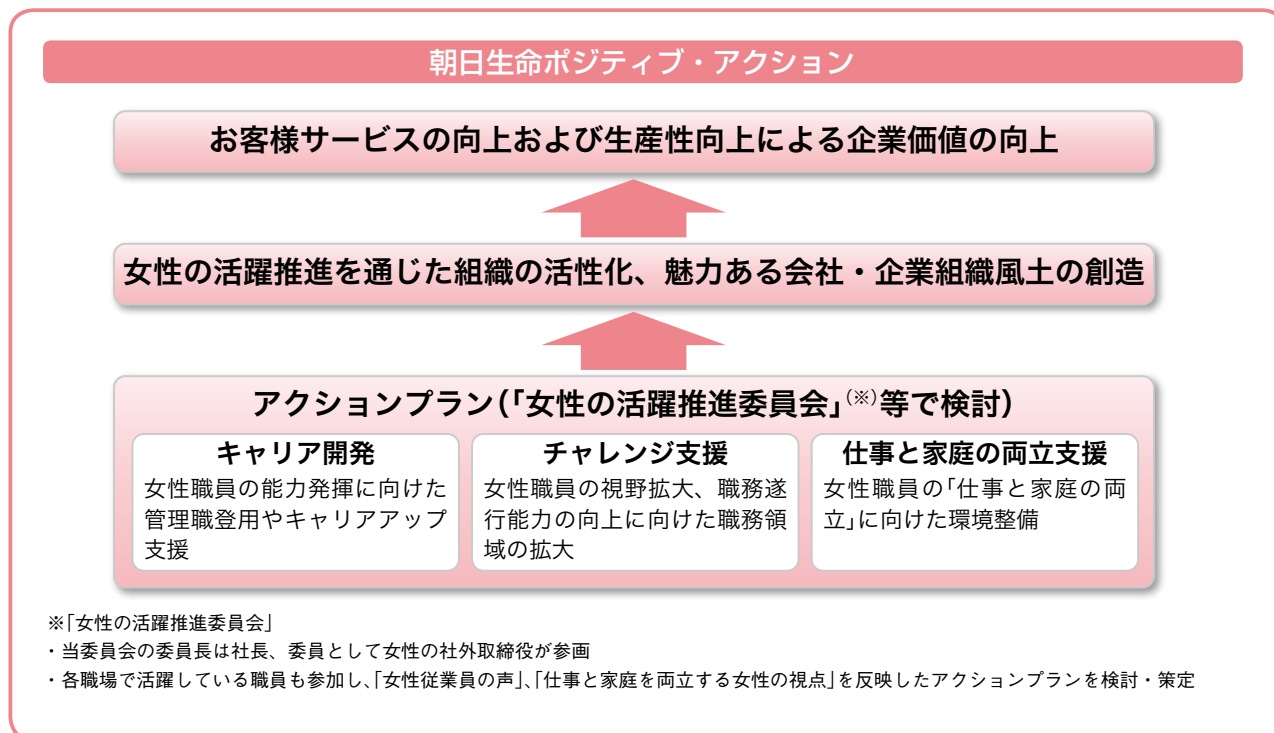 朝日生命ポジティブ・アクション
お客様サービスの向上および生産性向上による企業価値の向上
女性の活躍推進を通じた組織の活性化、魅力ある会社・企業組織風土の創造
アクションプラン(｢女性の活躍推進委員会｣(※)等で検討)
キャリア開発
女性職員の能力発揮に向けた
管理職登用やキャリアアップ
支援
チャレンジ支援
女性職員の視野拡大、職務遂
行能力の向上に向けた職務領
域の拡大
仕事と家庭の両立支援
女性職員の｢仕事と家庭の両
立｣に向けた環境整備
※｢女性の活躍推進委員会｣
・当委員会の委員長は社長、委員として女性の社外取締役が参画
・各職場で活躍している職員も参加し､｢女性従業員の声｣､｢仕事と家庭を両立する女性の視点｣を反映したアクションプランを検討・策定